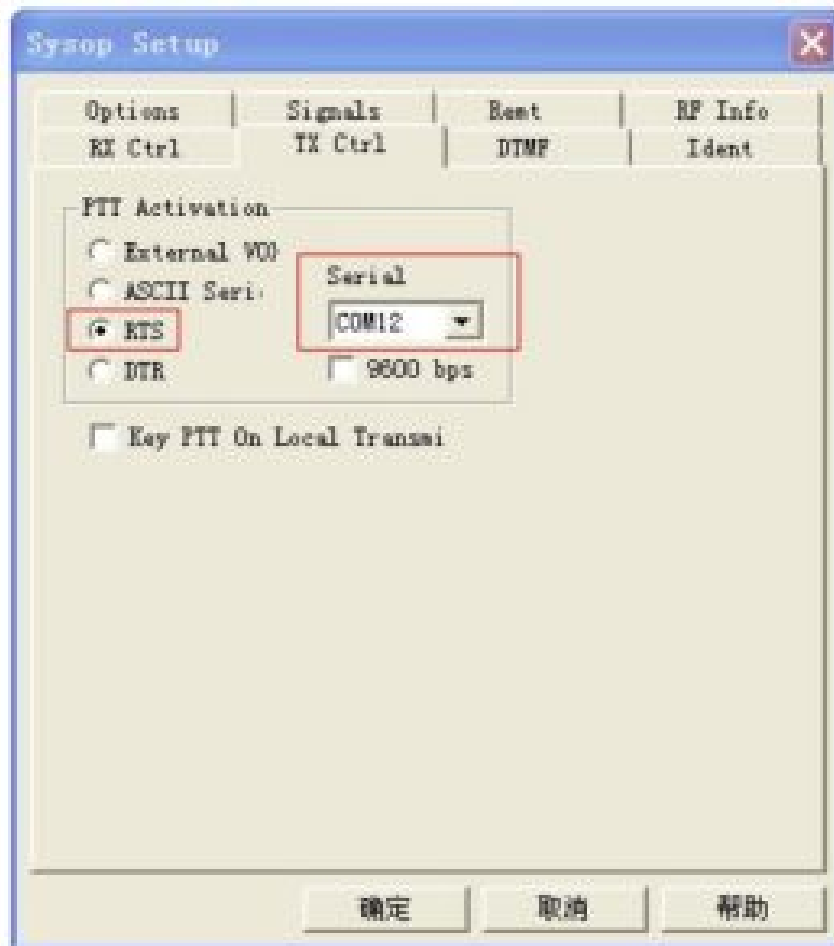 Sysop Setup
Options Signals Remt RF Info
RX Ctrl TX Ctrl DTMF Ident
PTT Activation
External VOX
ASCII Seri
RTS
DTR
Serial
COM12
9600 bps
Key PTT On Local Transmi
确定 取消 帮助